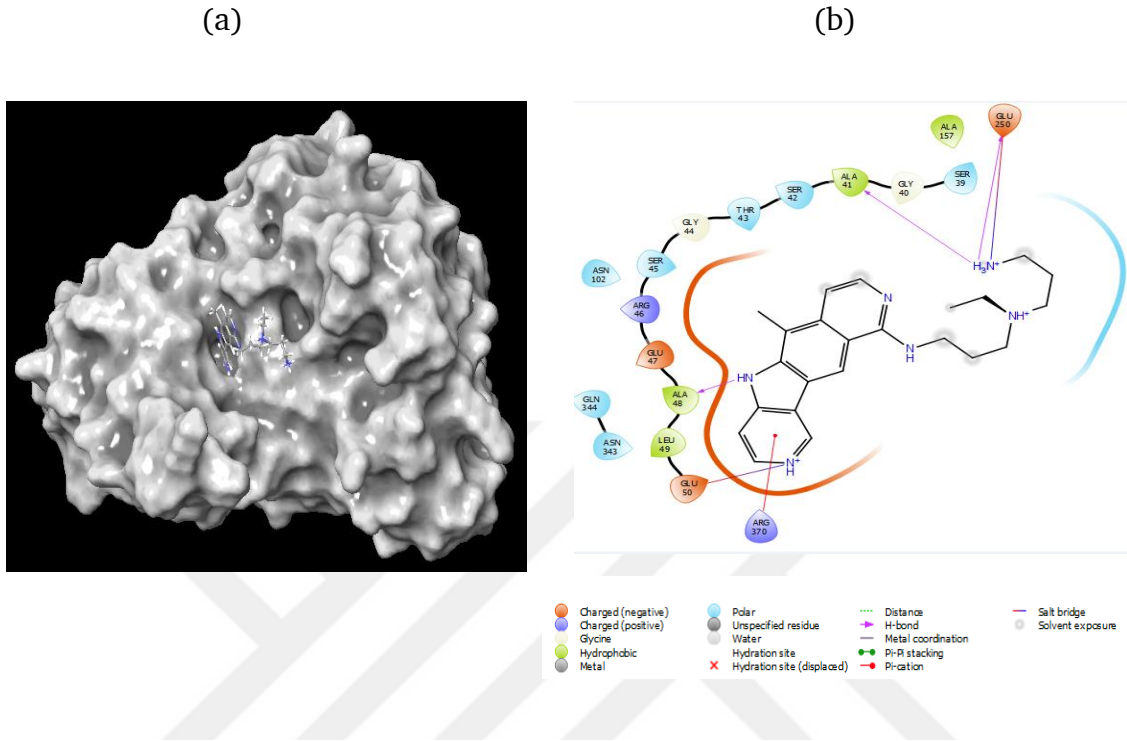 (a) (b)
GLU
250
ALA
157
SER
39
GLY
40
ALA
41
SER
42
THR
43
GLY
44
SER
45
ASN
102
ARG
46
GLU
47
ALA
48
GLN
344
ASN
343
LEU
49
GLU
50
ARG
370
H3N+
NH+
N
N
H
HN
N+
H
Charged (negative)
Charged (positive)
Glycine
Hydrophobic
Metal
Polar
Unspecified residue
Water
Hydration site
Hydration site (displaced)
Distance
H-bond
Metal coordination
Pi-Pi stacking
Pi-cation
Salt bridge
Solvent exposure